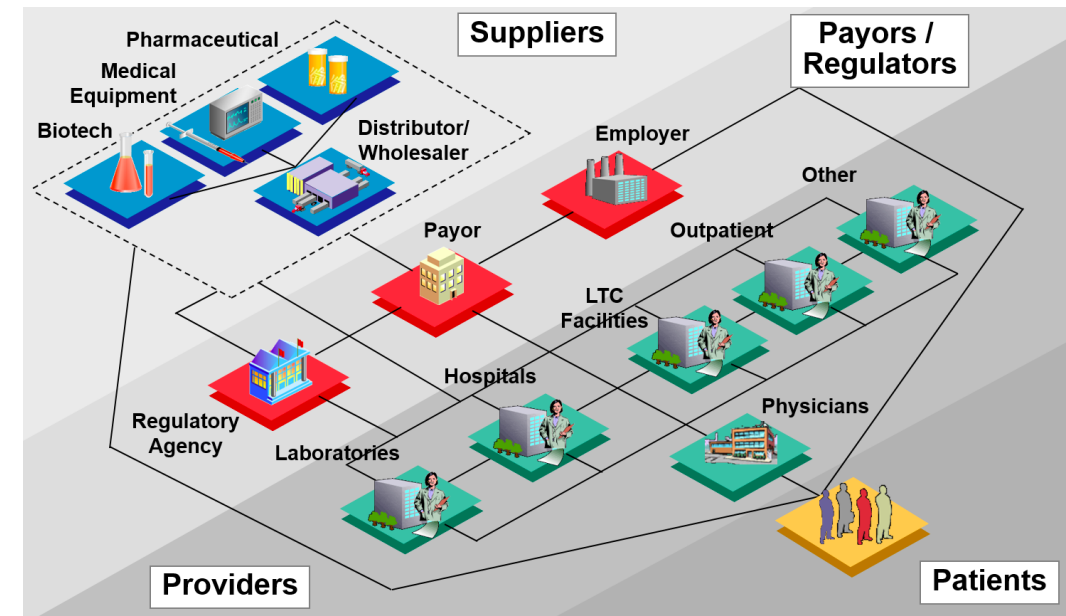 Suppliers
Payors /
Regulators
Pharmaceutical
Medical
Equipment
Biotech
Distributor/
Wholesaler
Employer
Other
Payor
Outpatient
LTC
Facilities
Hospitals
Physicians
Regulatory
Agency
Laboratories
Providers
Patients